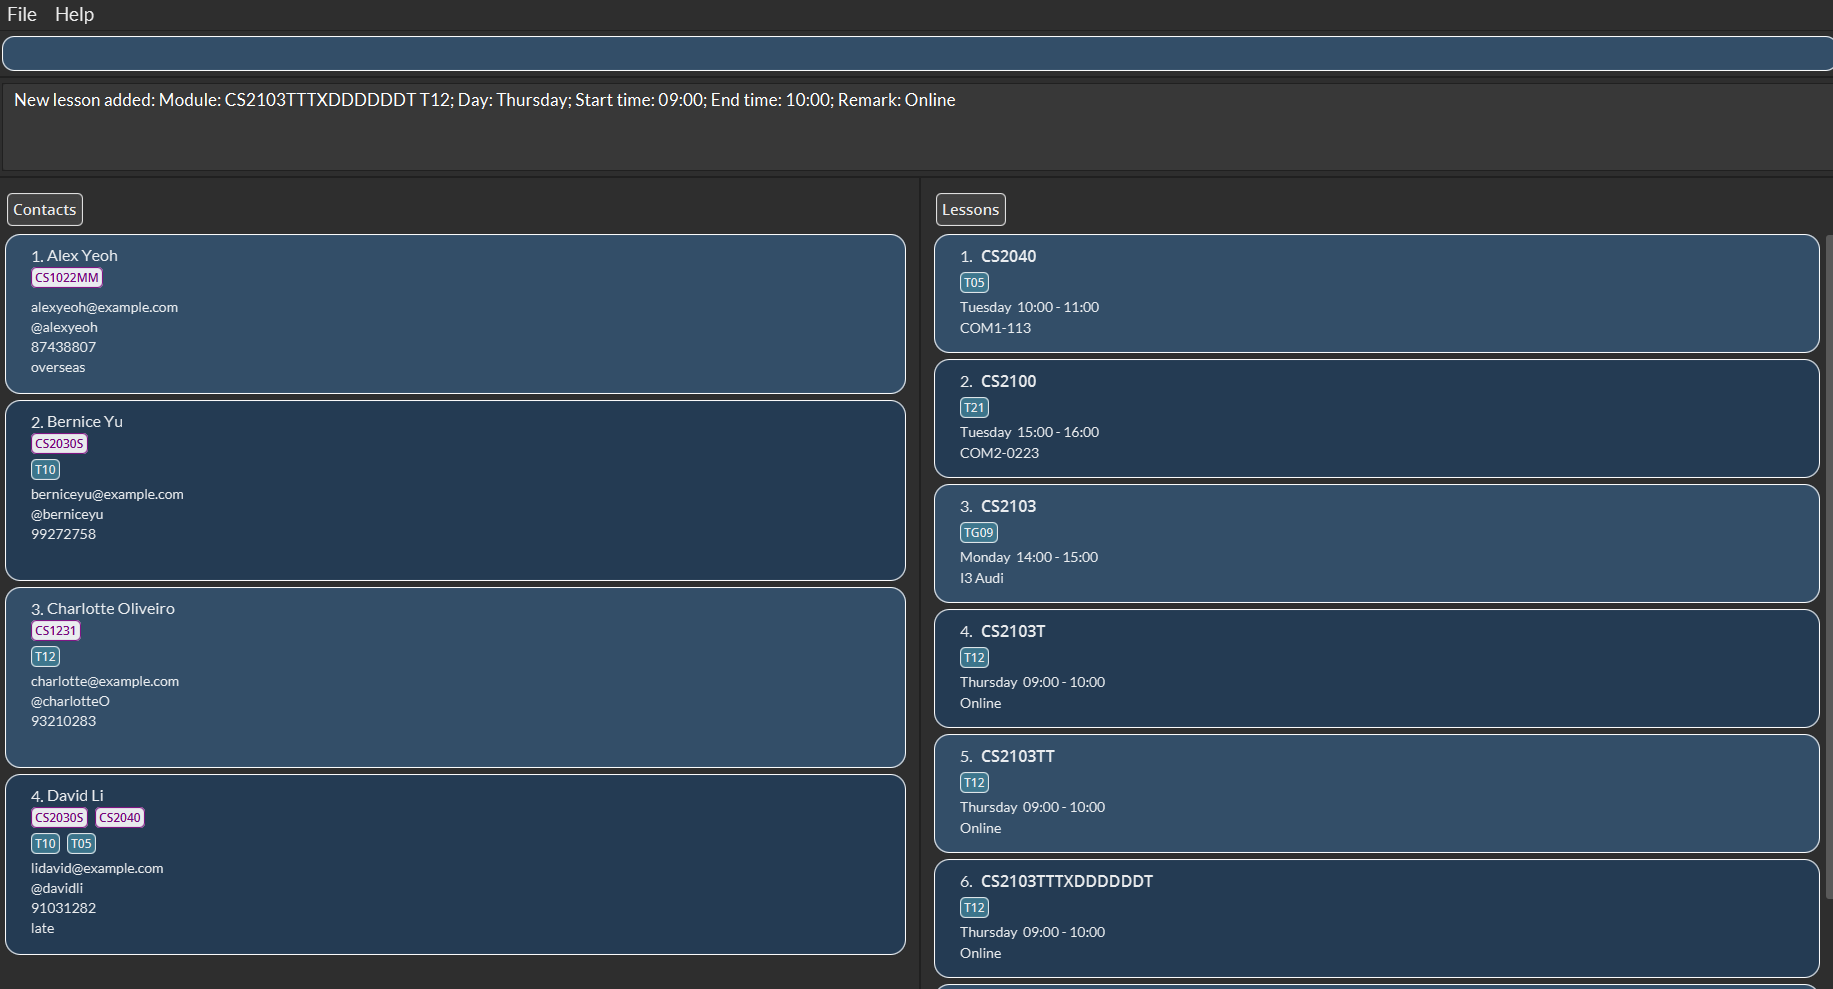 File Help
New lesson added: Module: CS2103TTTXDDDDDDT T12; Day: Thursday; Start time: 09:00; End time: 10:00; Remark: Online
Contacts
1. Alex Yeoh
CS1022MM
alexyeoh@example.com
@alexyeoh
87438807
overseas
2. Bernice Yu
CS2030S
T10
berniceyu@example.com
@berniceyu
99272758
3. Charlotte Oliveiro
CS1231
T12
charlotte@example.com
@charlotteO
93210283
4. David Li
CS2030S CS2040
T10 T05
lidavid@example.com
@davidli
91031282
late
Lessons
1. CS2040
T05
Tuesday 10:00 - 11:00
COM1-113
2. CS2100
T21
Tuesday 15:00 - 16:00
COM2-0223
3. CS2103
TG09
Monday 14:00 - 15:00
I3 Audi
4. CS2103T
T12
Thursday 09:00 - 10:00
Online
5. CS2103TT
T12
Thursday 09:00 - 10:00
Online
6. CS2103TTTXDDDDDDT
T12
Thursday 09:00 - 10:00
Online